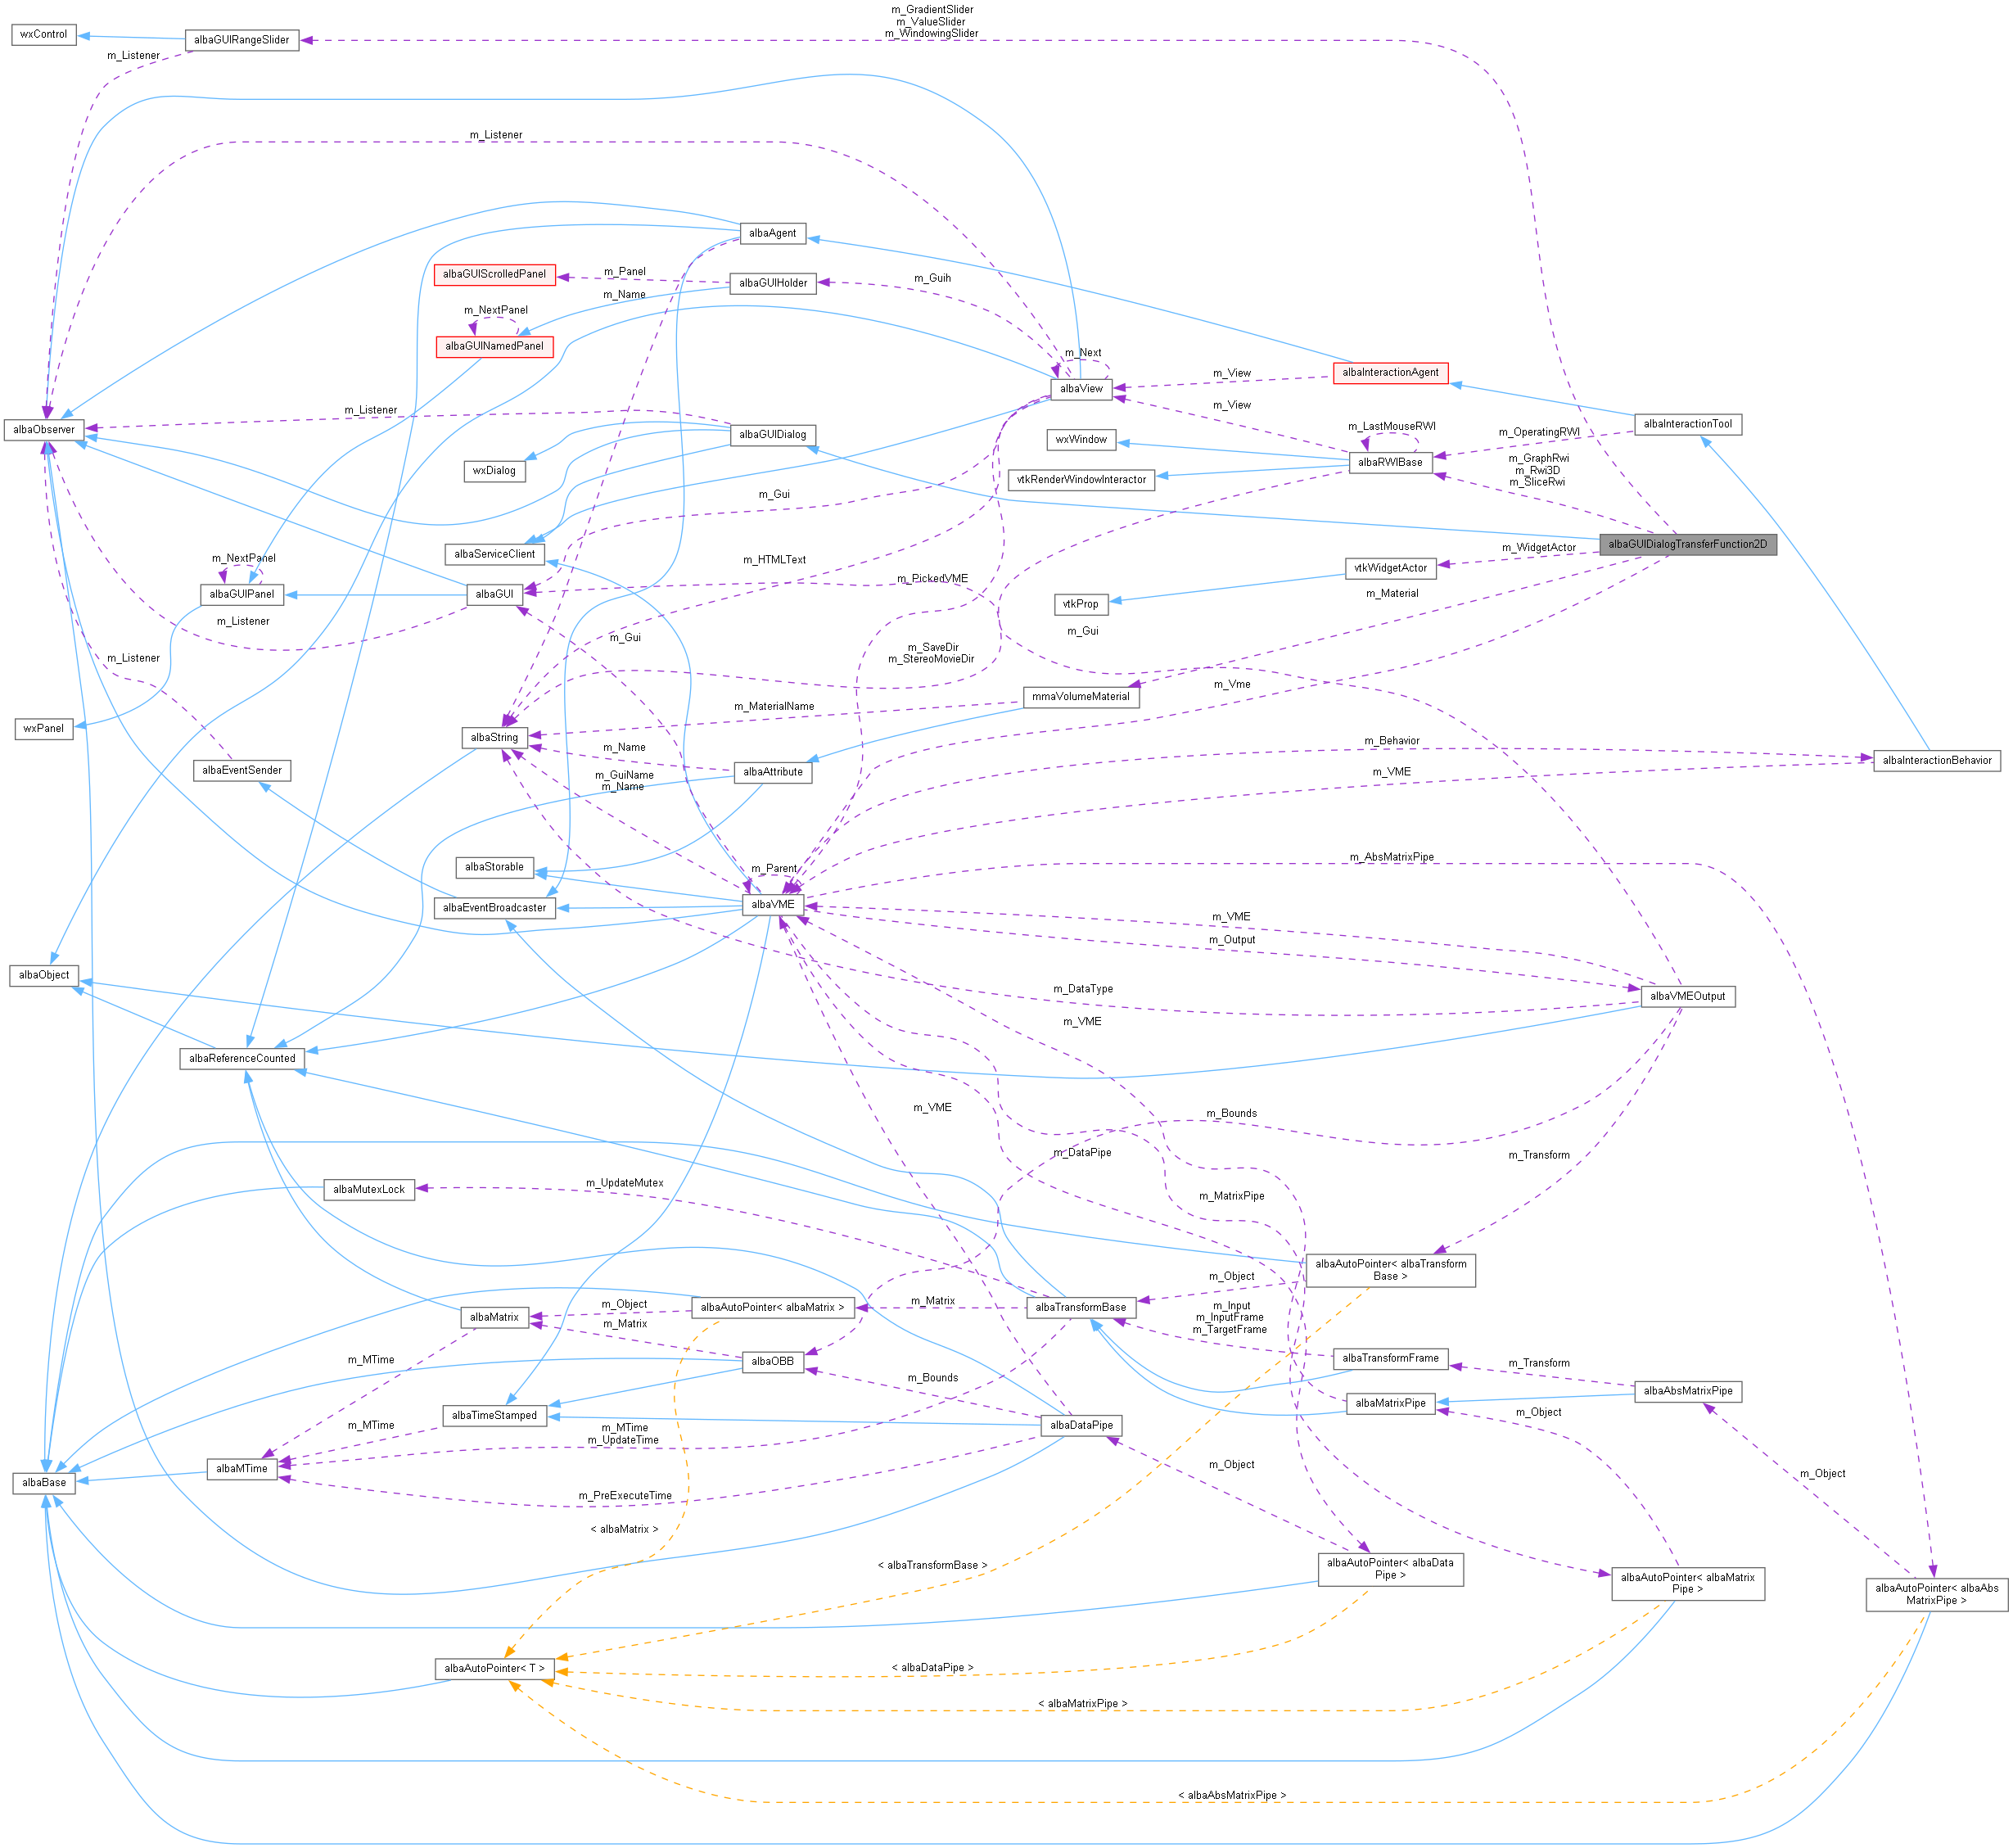 m_GradientSlider
m_ValueSlider
m_WindowingSlider
wxControl
albaGUIRangeSlider
m_Listener
m_Listener
albaAgent
albaGUIScrolledPanel
m_Panel
albaGUIHolder
m_Guih
m_Name
m_NextPanel
albaGUINamedPanel
m_Next
albaView
m_View
albaInteractionAgent
m_View
m_Listener
albaObserver
albaGUIDialog
wxDialog
wxWindow
m_LastMouseRWI
albaRWIBase
m_OperatingRWI
albaInteractionTool
vtkRenderWindowInteractor
m_GraphRwi
m_Rwi3D
m_SliceRwi
m_Gui
albaServiceClient
albaGUIDialogTransferFunction2D
m_NextPanel
albaGUIPanel
albaGUI
m_HTMLText
m_PickedVME
m_WidgetActor
vtkWidgetActor
vtkProp
m_Material
m_Listener
m_Gui
m_Gui
m_SaveDir
m_StereoMovieDir
m_Listener
mmaVolumeMaterial
m_Vme
m_MaterialName
wxPanel
albaString
m_Name
m_Behavior
albaEventSender
albaAttribute
m_GuiName
m_Name
m_VME
albaInteractionBehavior
albaStorable
m_Parent
m_AbsMatrixPipe
albaEventBroadcaster
albaVME
m_VME
m_Output
albaObject
m_DataType
albaVMEOutput
m_VME
albaReferenceCounted
m_VME
m_Bounds
m_DataPipe
m_Transform
m_UpdateMutex
albaMutexLock
m_MatrixPipe
albaAutoPointer< albaTransform
Base >
m_Object
albaMatrix
m_Object
albaAutoPointer< albaMatrix >
m_Matrix
albaTransformBase
m_Input
m_InputFrame
m_TargetFrame
m_Matrix
m_MTime
albaOBB
albaTransformFrame
m_Transform
m_Bounds
albaAbsMatrixPipe
albaMatrixPipe
m_Object
albaTimeStamped
m_MTime
m_MTime
m_UpdateTime
albaDataPipe
m_Object
m_Object
albaBase
albaMTime
m_PreExecuteTime
< albaMatrix >
< albaTransformBase >
albaAutoPointer< albaData
Pipe >
albaAutoPointer< albaMatrix
Pipe >
albaAutoPointer< albaAbs
MatrixPipe >
albaAutoPointer< T >
< albaDataPipe >
< albaMatrixPipe >
< albaAbsMatrixPipe >